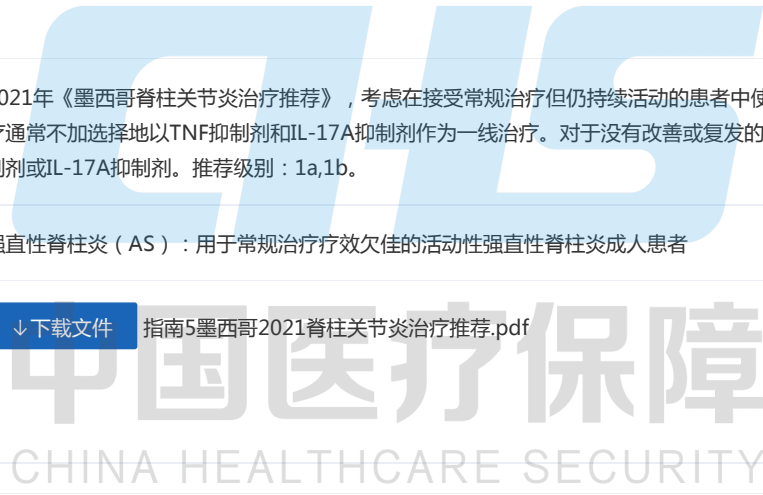 021年《墨西哥脊柱关节炎治疗推荐》，考虑在接受常规治疗但仍持续活动的患者中使
疗通常不加选择地以TNF抑制剂和IL-17A抑制剂作为一线治疗。对于没有改善或复发的
制剂或IL-17A抑制剂。推荐级别：1a,1b。
强直性脊柱炎（AS）：用于常规治疗疗效欠佳的活动性强直性脊柱炎成人患者
↓下载文件 指南5墨西哥2021脊柱关节炎治疗推荐.pdf
中国医疗保障
CHINA HEALTHCARE SECURITY